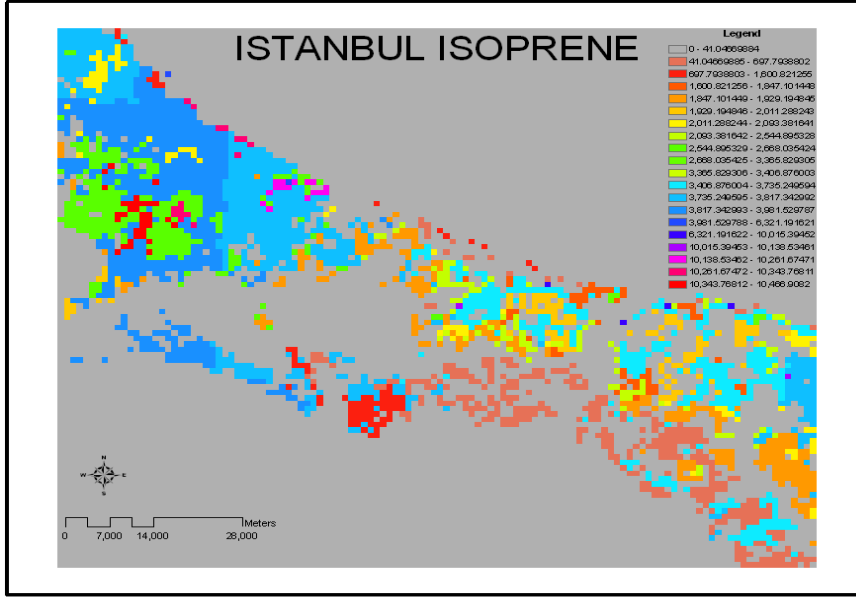 ISTANBUL ISOPRENE
Legend
0 - 41.04669884
41.04669885 - 697.7938802
697.7938803 - 1,600.821255
1,600.821256 - 1,847.101448
1,847.101449 - 1,929.194845
1,929.194846 - 2,011.288243
2,011.288244 - 2,093.381641
2,093.381642 - 2,544.895328
2,544.895329 - 2,668.035424
2,668.035425 - 3,365.829305
3,365.829306 - 3,406.876003
3,406.876004 - 3,735.249594
3,735.249595 - 3,817.342992
3,817.342993 - 3,981.529787
3,981.529788 - 6,321.191621
6,321.191622 - 10,015.39452
10,015.39453 - 10,138.53461
10,138.53462 - 10,261.67471
10,261.67472 - 10,343.76811
10,343.76812 - 10,466.9082
N
W E
S
Meters
0 7,000 14,000 28,000